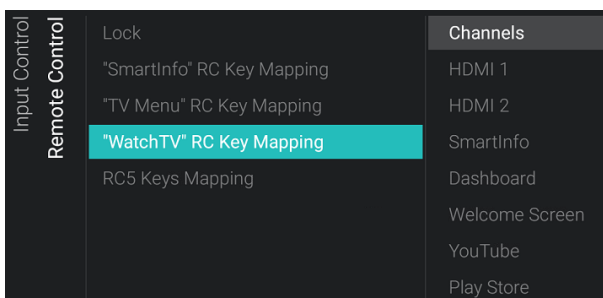 Input Control
Remote Control
Lock
"SmartInfo" RC Key Mapping
"TV Menu" RC Key Mapping
"WatchTV" RC Key Mapping
RC5 Keys Mapping
Channels
HDMI 1
HDMI 2
SmartInfo
Dashboard
Welcome Screen
YouTube
Play Store